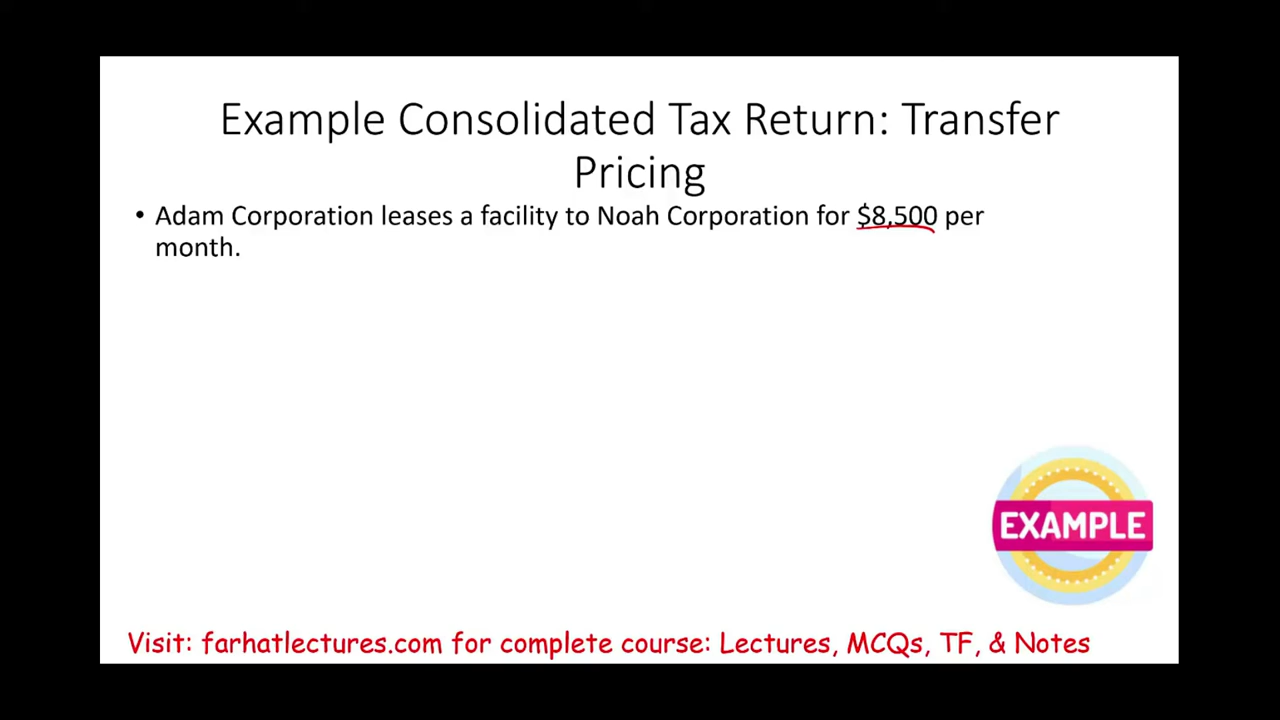 Example Consolidated Tax Return: Transfer
Pricing
• Adam Corporation leases a facility to Noah Corporation for $8,500 per
month.
EXAMPLE
Visit: farhatlectures.com for complete course: Lectures, MCQs, TF, & Notes